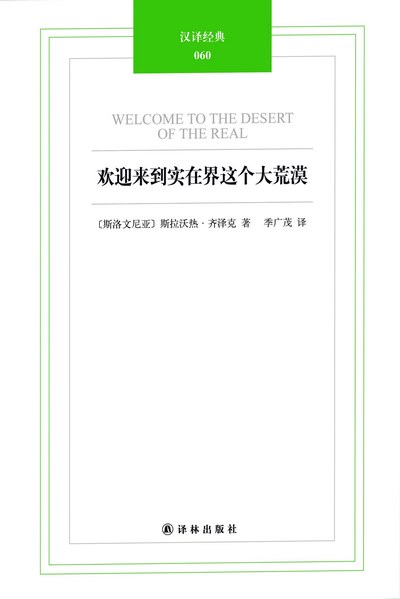 汉译经典
060
WELCOME TO THE DESERT
OF THE REAL
欢迎来到实在界这个大荒漠
〔斯洛文尼亚〕斯拉沃热·齐泽克 著 季广茂 译
译林出版社